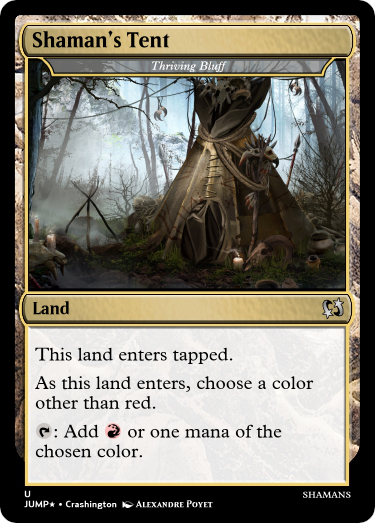 Shaman's Tent
Thriving Bluff
Land
This land enters tapped.
As this land enters, choose a color
other than red.
: Add or one mana of the
chosen color.
U
JUMP★ • Crashington Alexandre Poyet
SHAMANS